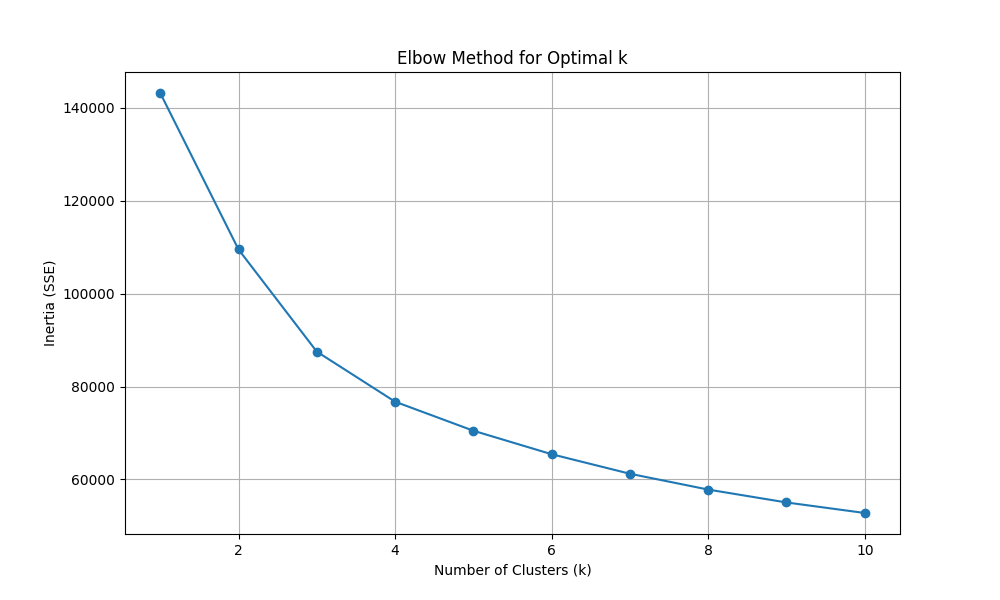 Elbow Method for Optimal k
140000
120000
100000
80000
60000
Inertia (SSE)
2 4 6 8 10
Number of Clusters (k)